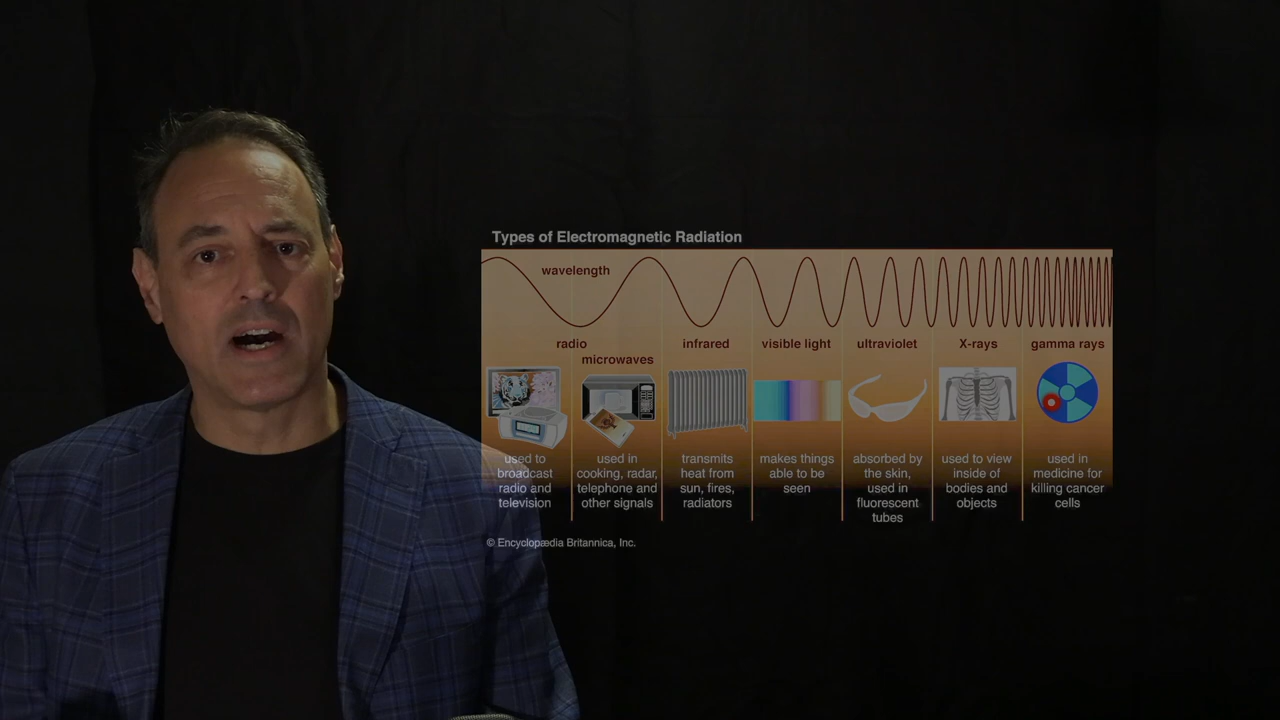 Types of Electromagnetic Radiation
wavelength
radio
microwaves
infrared
visible light
ultraviolet
X-rays
gamma rays
used to
broadcast
radio and
television
used in
cooking, radar,
telephone and
other signals
transmits
heat from
sun, fires,
radiators
makes things
able to be
seen
absorbed by
the skin,
used in
fluorescent
tubes
used to view
inside of
bodies and
objects
used in
medicine for
killing cancer
cells
© Encyclopædia Britannica, Inc.